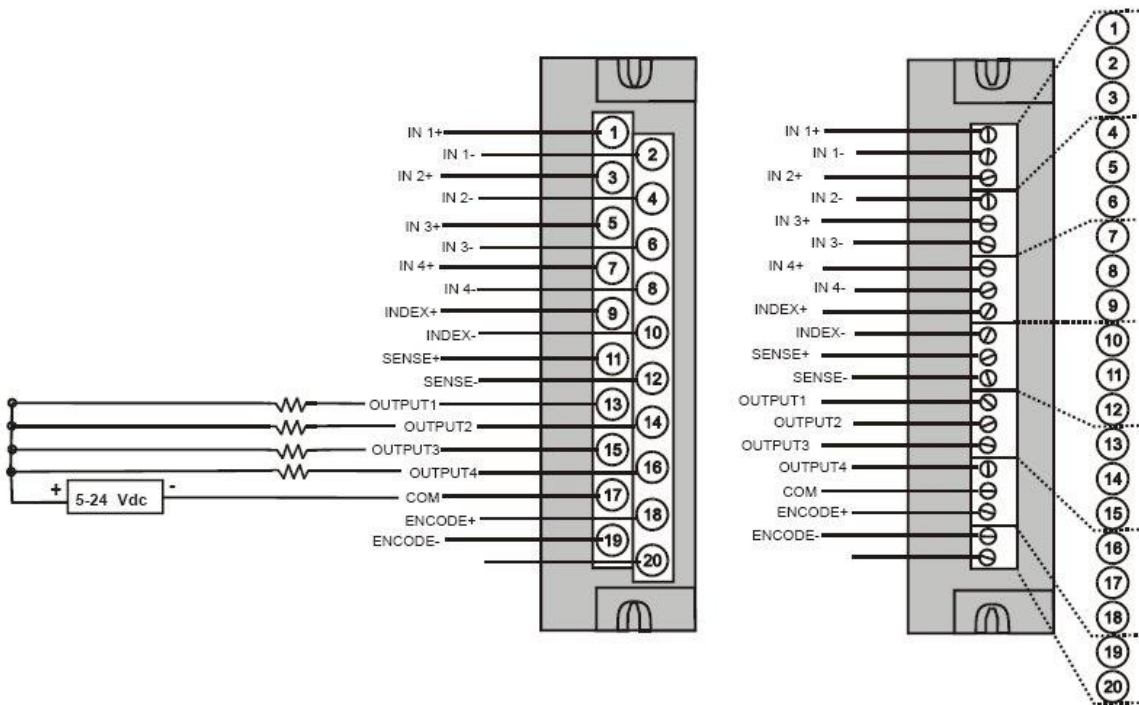 IN 1+
IN 1-
IN 2+
IN 2-
IN 3+
IN 3-
IN 4+
IN 4-
INDEX+
INDEX-
SENSE+
SENSE-
OUTPUT1
OUTPUT2
OUTPUT3
OUTPUT4
COM
ENCODE+
ENCODE-
+ 5-24 Vdc -
1
2
3
4
5
6
7
8
9
10
11
12
13
14
15
16
17
18
19
20
IN 1+
IN 1-
IN 2+
IN 2-
IN 3+
IN 3-
IN 4+
IN 4-
INDEX+
INDEX-
SENSE+
SENSE-
OUTPUT1
OUTPUT2
OUTPUT3
OUTPUT4
COM
ENCODE+
ENCODE-
1
2
3
4
5
6
7
8
9
10
11
12
13
14
15
16
17
18
19
20